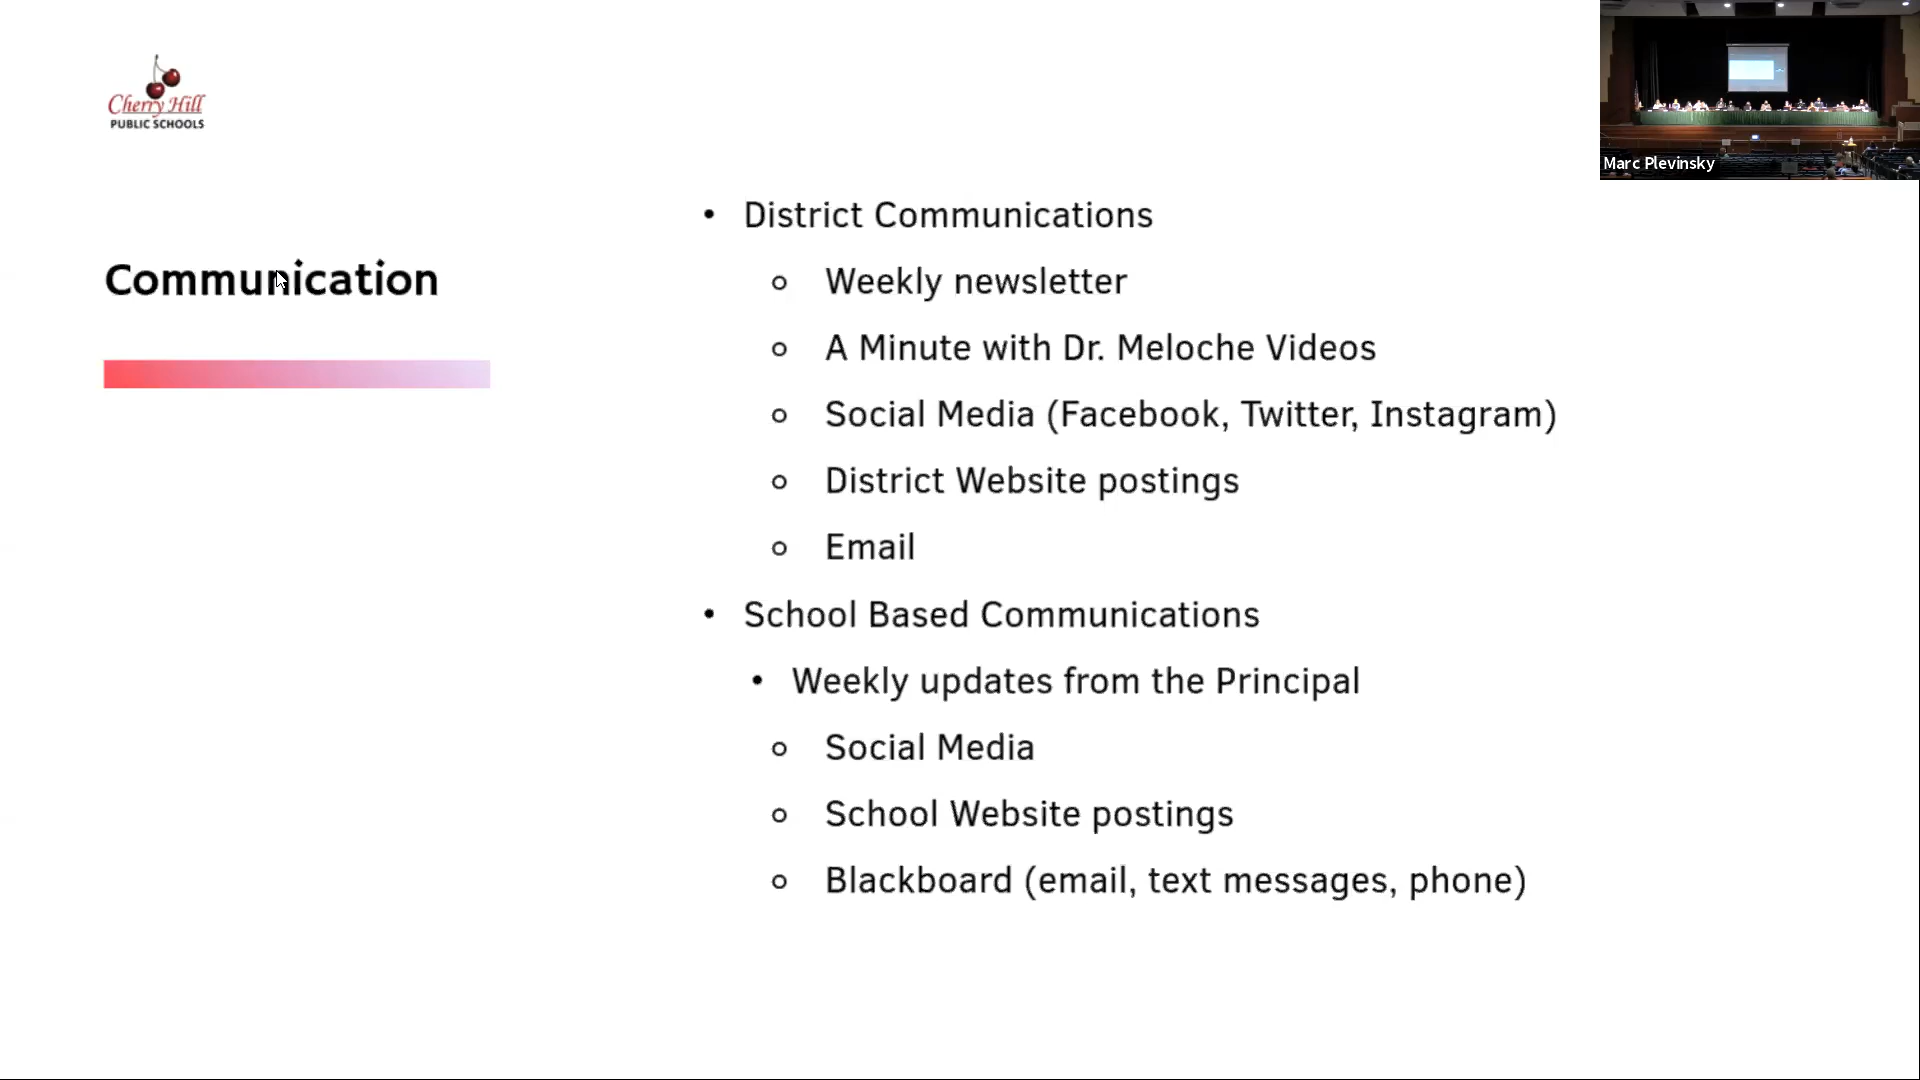 Cherry Hill
PUBLIC SCHOOLS
Marc Plevinsky
Communication
• District Communications
○ Weekly newsletter
○ A Minute with Dr. Meloche Videos
○ Social Media (Facebook, Twitter, Instagram)
○ District Website postings
○ Email
• School Based Communications
• Weekly updates from the Principal
○ Social Media
○ School Website postings
○ Blackboard (email, text messages, phone)